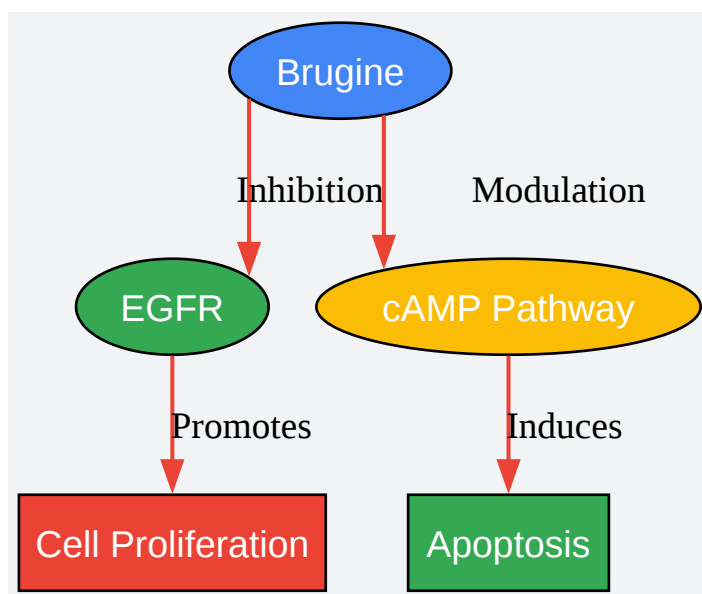 Brugine
Inhibition
Modulation
EGFR
cAMP Pathway
Promotes
Induces
Cell Proliferation
Apoptosis